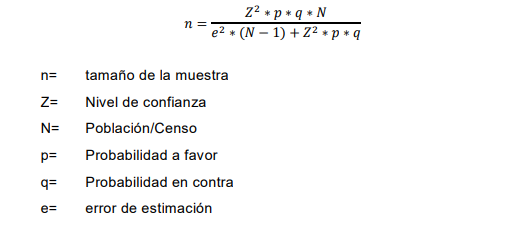 n = Z² ∗ p ∗ q ∗ N / e² ∗ (N − 1) + Z² ∗ p ∗ q
n= tamaño de la muestra
Z= Nivel de confianza
N= Población/Censo
p= Probabilidad a favor
q= Probabilidad en contra
e= error de estimación